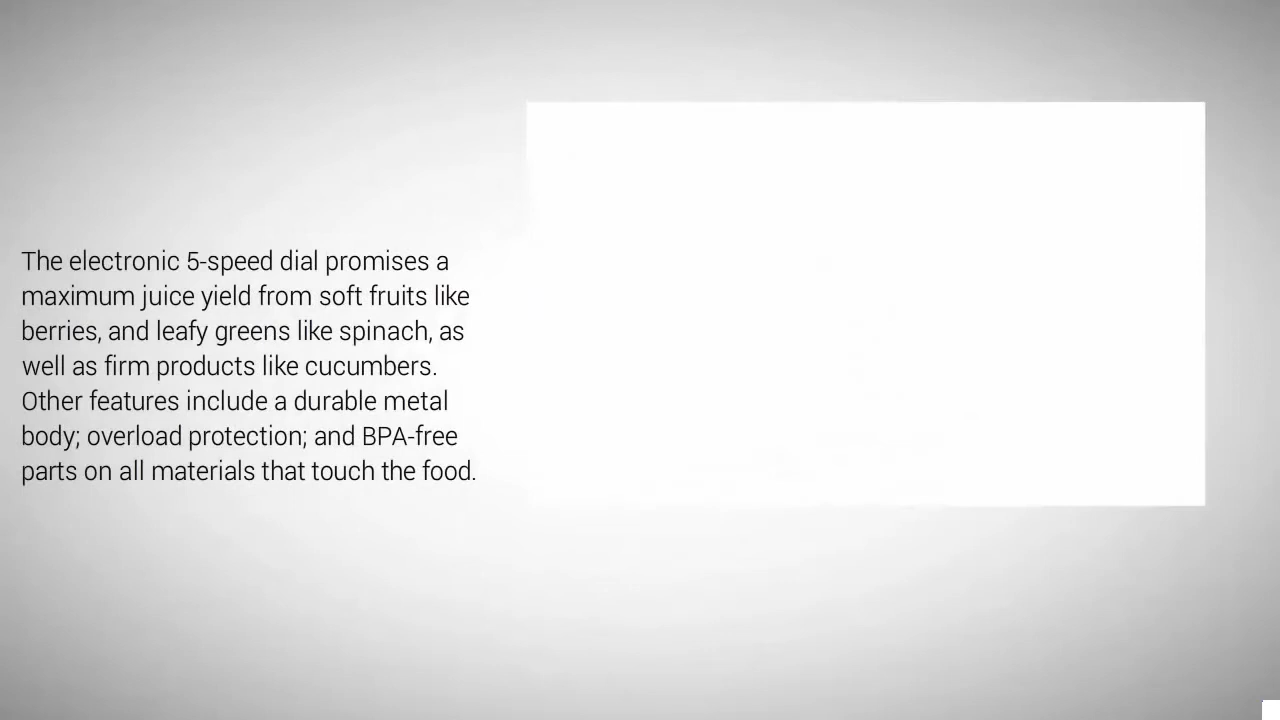 The electronic 5-speed dial promises a
maximum juice yield from soft fruits like
berries, and leafy greens like spinach, as
well as firm products like cucumbers.
Other features include a durable metal
body; overload protection; and BPA-free
parts on all materials that touch the food.